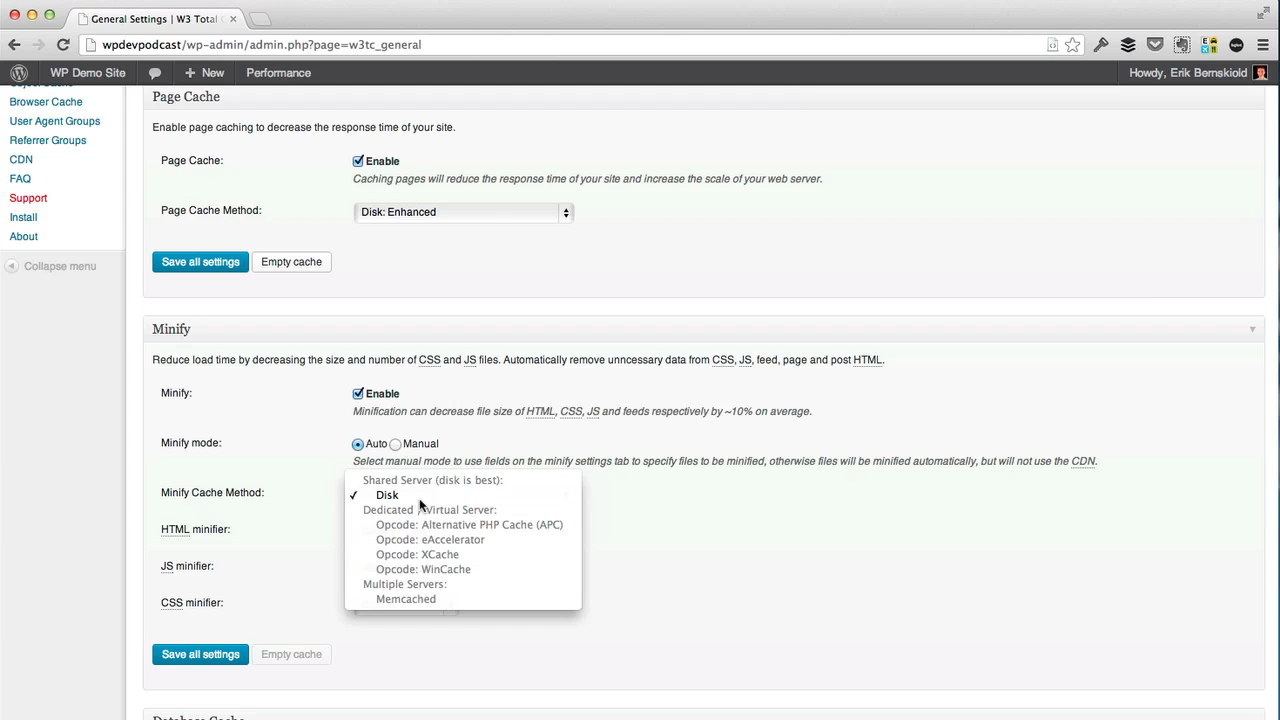 General Settings | W3 Total
wpdevpodcast/wp-admin/admin.php?page=w3tc_general
WP Demo Site
New
Performance
Howdy, Erik Bernskiold
Browser Cache
User Agent Groups
Referrer Groups
CDN
FAQ
Support
Install
About
Collapse menu
Page Cache
Enable page caching to decrease the response time of your site.
Page Cache:
Enable
Caching pages will reduce the response time of your site and increase the scale of your web server.
Page Cache Method:
Disk: Enhanced
Save all settings
Empty cache
Minify
Reduce load time by decreasing the size and number of CSS and JS files. Automatically remove unncessary data from CSS, JS, feed, page and post HTML.
Minify:
Enable
Minification can decrease file size of HTML, CSS, JS and feeds respectively by ~10% on average.
Minify mode:
Auto
Manual
Select manual mode to use fields on the minify settings tab to specify files to be minified, otherwise files will be minified automatically, but will not use the CDN.
Minify Cache Method:
Shared Server (disk is best):
Disk
Dedicated / Virtual Server:
Opcode: Alternative PHP Cache (APC)
Opcode: eAccelerator
Opcode: XCache
Opcode: WinCache
Multiple Servers:
Memcached
HTML minifier:
JS minifier:
CSS minifier:
Save all settings
Empty cache
Database Cache